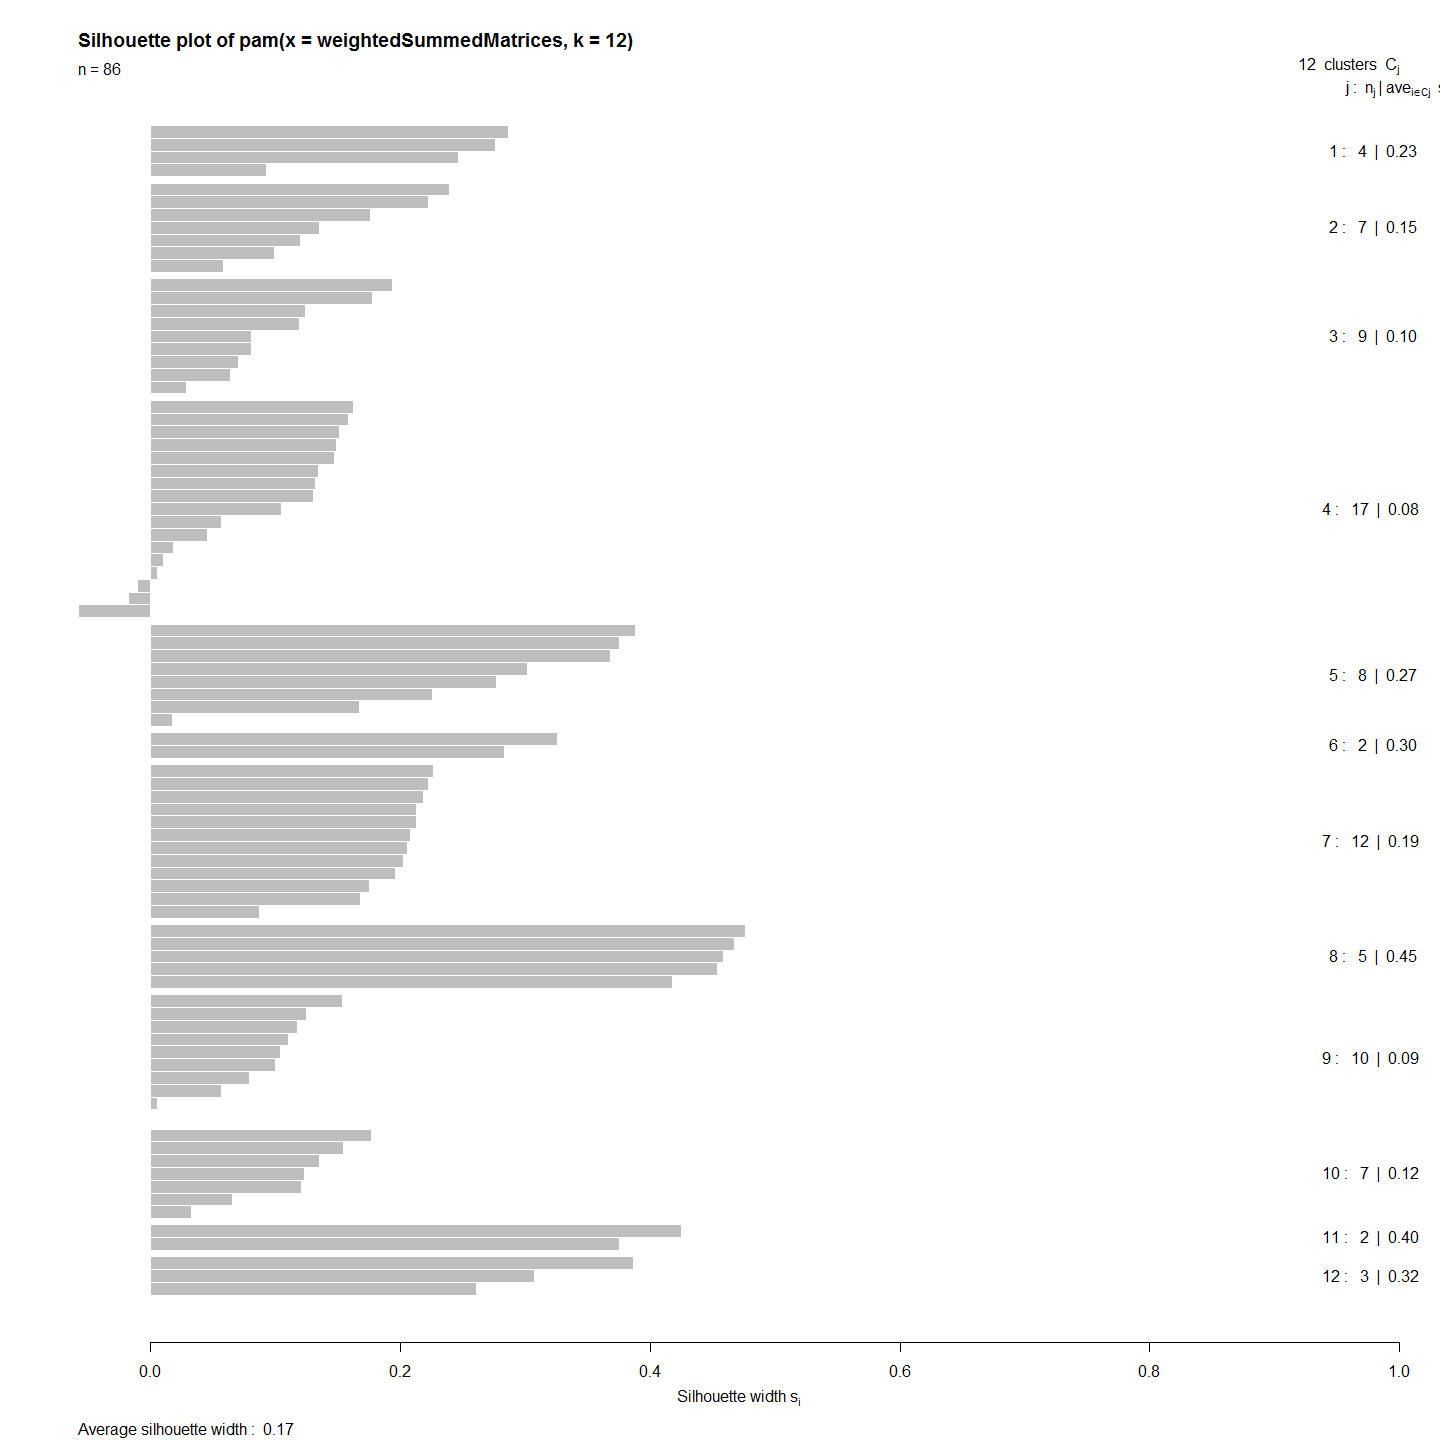 Silhouette plot of pam(x = weightedSummedMatrices, k = 12)
n = 86
12 clusters Cj
j : nj | avei∈Cj s
1 : 4 | 0.23
2 : 7 | 0.15
3 : 9 | 0.10
4 : 17 | 0.08
5 : 8 | 0.27
6 : 2 | 0.30
7 : 12 | 0.19
8 : 5 | 0.45
9 : 10 | 0.09
10 : 7 | 0.12
11 : 2 | 0.40
12 : 3 | 0.32
0.0 0.2 0.4 0.6 0.8 1.0
Silhouette width si
Average silhouette width : 0.17